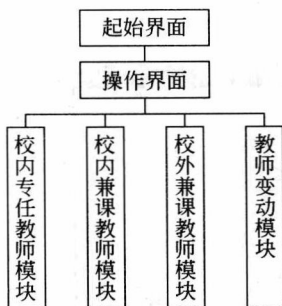 起始界面
操作界面
校内专任教师模块
校内兼课教师模块
校外兼课教师模块
教师变动模块